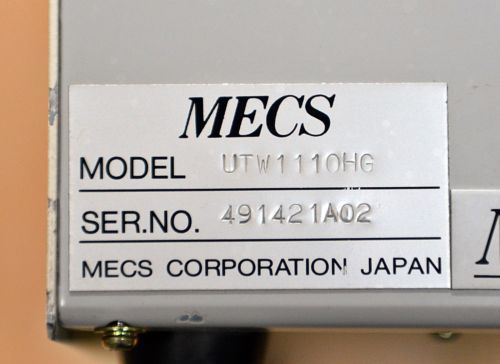 MECS
MODEL UTW1110HG
SER.NO. 491421A02
MECS CORPORATION JAPAN